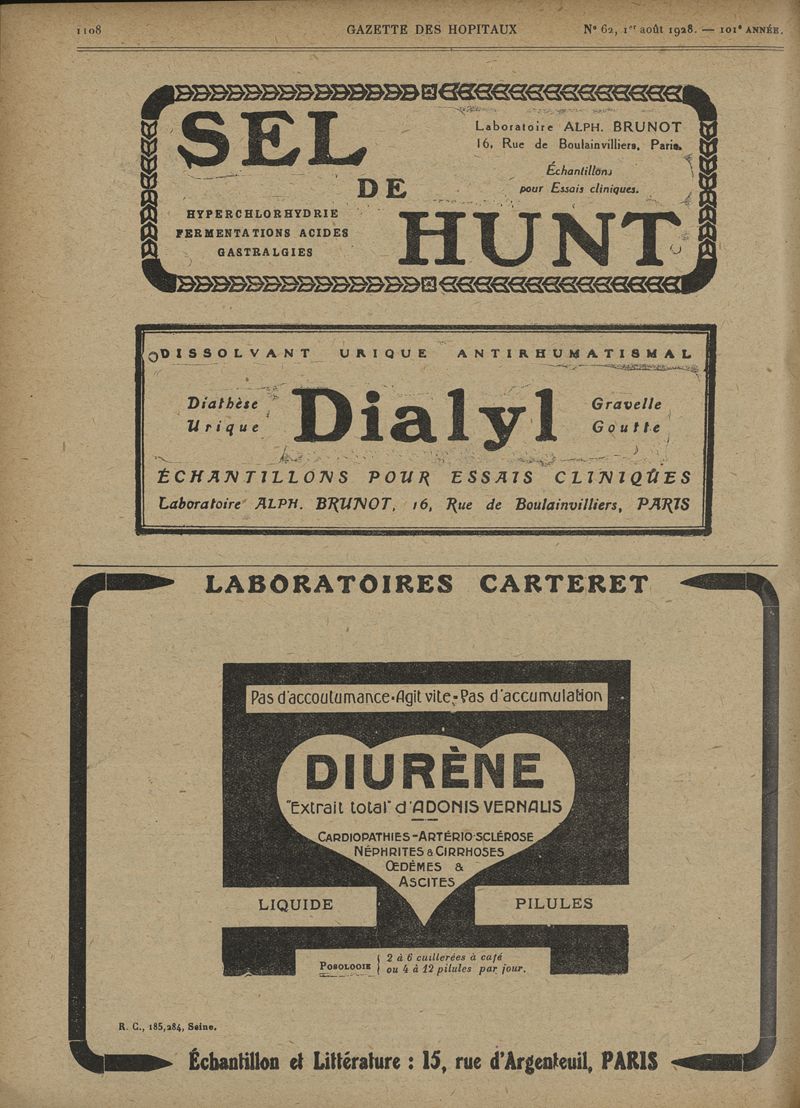 1108 GAZETTE DES HOPITAUX Nº 62, 1er août 1928. — 101e ANNÉE.
SEL
DE
HUNT
Laboratoire ALPH. BRUNOT
16, Rue de Boulainvilliers, Paris.
Échantillons
pour Essais cliniques.
HYPERCHLORHYDRIE
FERMENTATIONS ACIDES
GASTRALGIES
DISSOLVANT URIQUE ANTIRHUMATISMAL
Diathèse
Urique
Dialyl
Gravelle
Goutte
ÉCHANTILLONS POUR ESSAIS CLINIQUES
Laboratoire ALPH. BRUNOT, 16, Rue de Boulainvilliers, PARIS
LABORATOIRES CARTERET
Pas d'accoutumance-Agit vite-Pas d'accumulation
DIURÈNE
"Extrait total" d'ADONIS VERNALIS
CARDIOPATHIES-ARTÉRIO-SCLÉROSE
NÉPHRITES & CIRRHOSES
ŒDÈMES &
ASCITES
LIQUIDE PILULES
POSOLOGIE { 2 à 6 cuillerées à café
ou 4 à 12 pilules par jour.
R. C., 185,284, Seine.
Échantillon et Littérature : 15, rue d'Argenteuil, PARIS